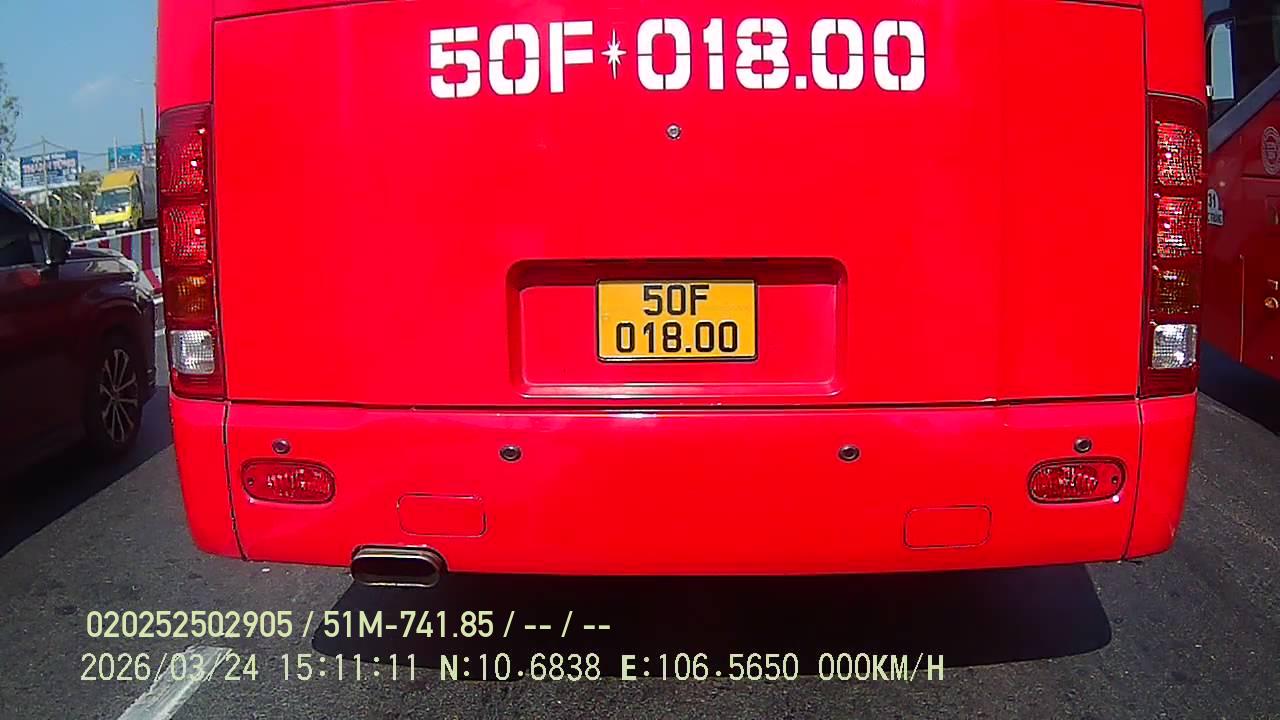 50F 018.00
50F
018.00
31
020252502905 / 51M-741.85 / -- / --
2026/03/24 15:11:11 N:10.6838 E:106.5650 000KM/H